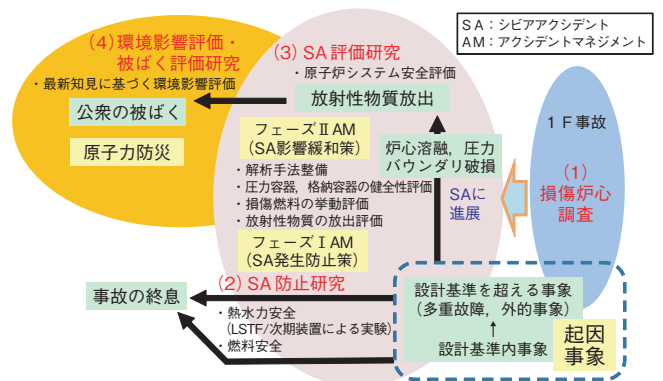 SA：シビアアクシデント
AM：アクシデントマネジメント
(4)環境影響評価・
被ばく評価研究
・最新知見に基づく環境影響評価
公衆の被ばく
原子力防災
(3) SA 評価研究
・原子炉システム安全評価
放射性物質放出
フェーズⅡAM
(SA影響緩和策)
・解析手法整備
・圧力容器，格納容器の健全性評価
・損傷燃料の挙動評価
・放射性物質の放出評価
フェーズⅠAM
(SA発生防止策)
炉心溶融，圧力
バウンダリ破損
SAに
進展
1F事故
(1)
損傷炉心
調査
(2) SA 防止研究
事故の終息
・熱水力安全
(LSTF/次期装置による実験)
・燃料安全
設計基準を超える事象
(多重故障，外的事象)
↑
設計基準内事象
起因
事象